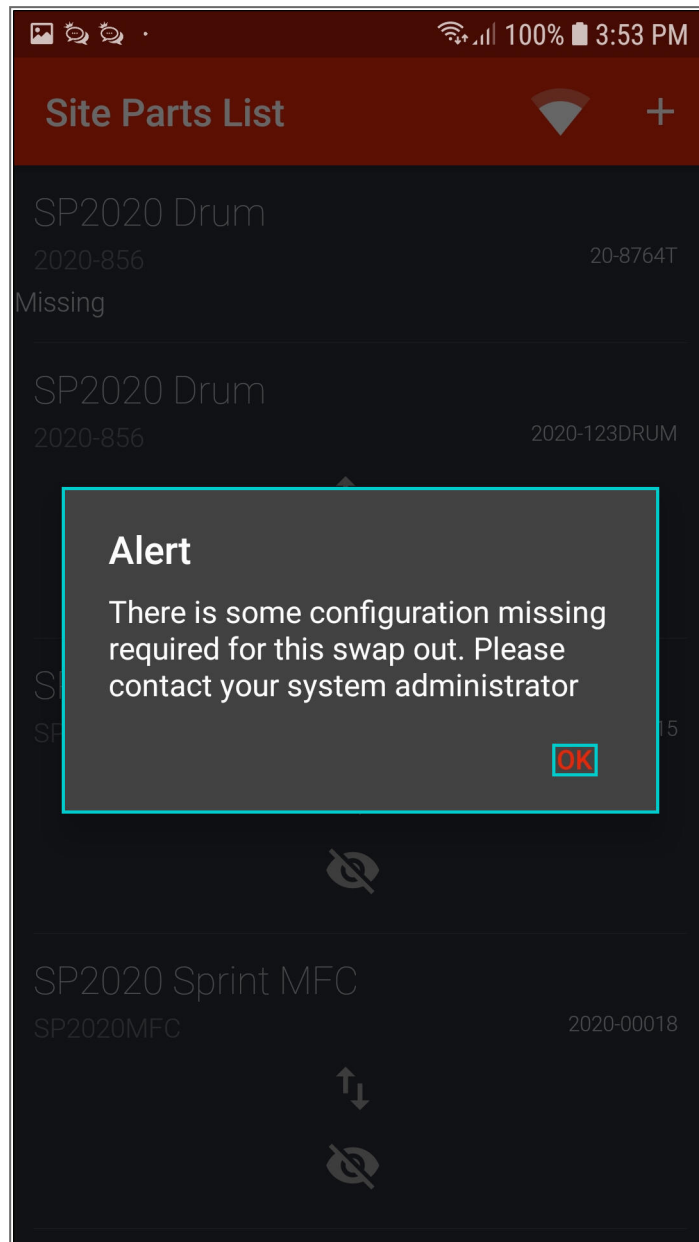 100% 3:53 PM
Site Parts List
SP2020 Drum
2020-856
20-8764T
Missing
SP2020 Drum
2020-856
2020-123DRUM
Alert
There is some configuration missing
required for this swap out. Please
contact your system administrator
OK
SP2020 Sprint MFC
SP2020MFC
2020-00018